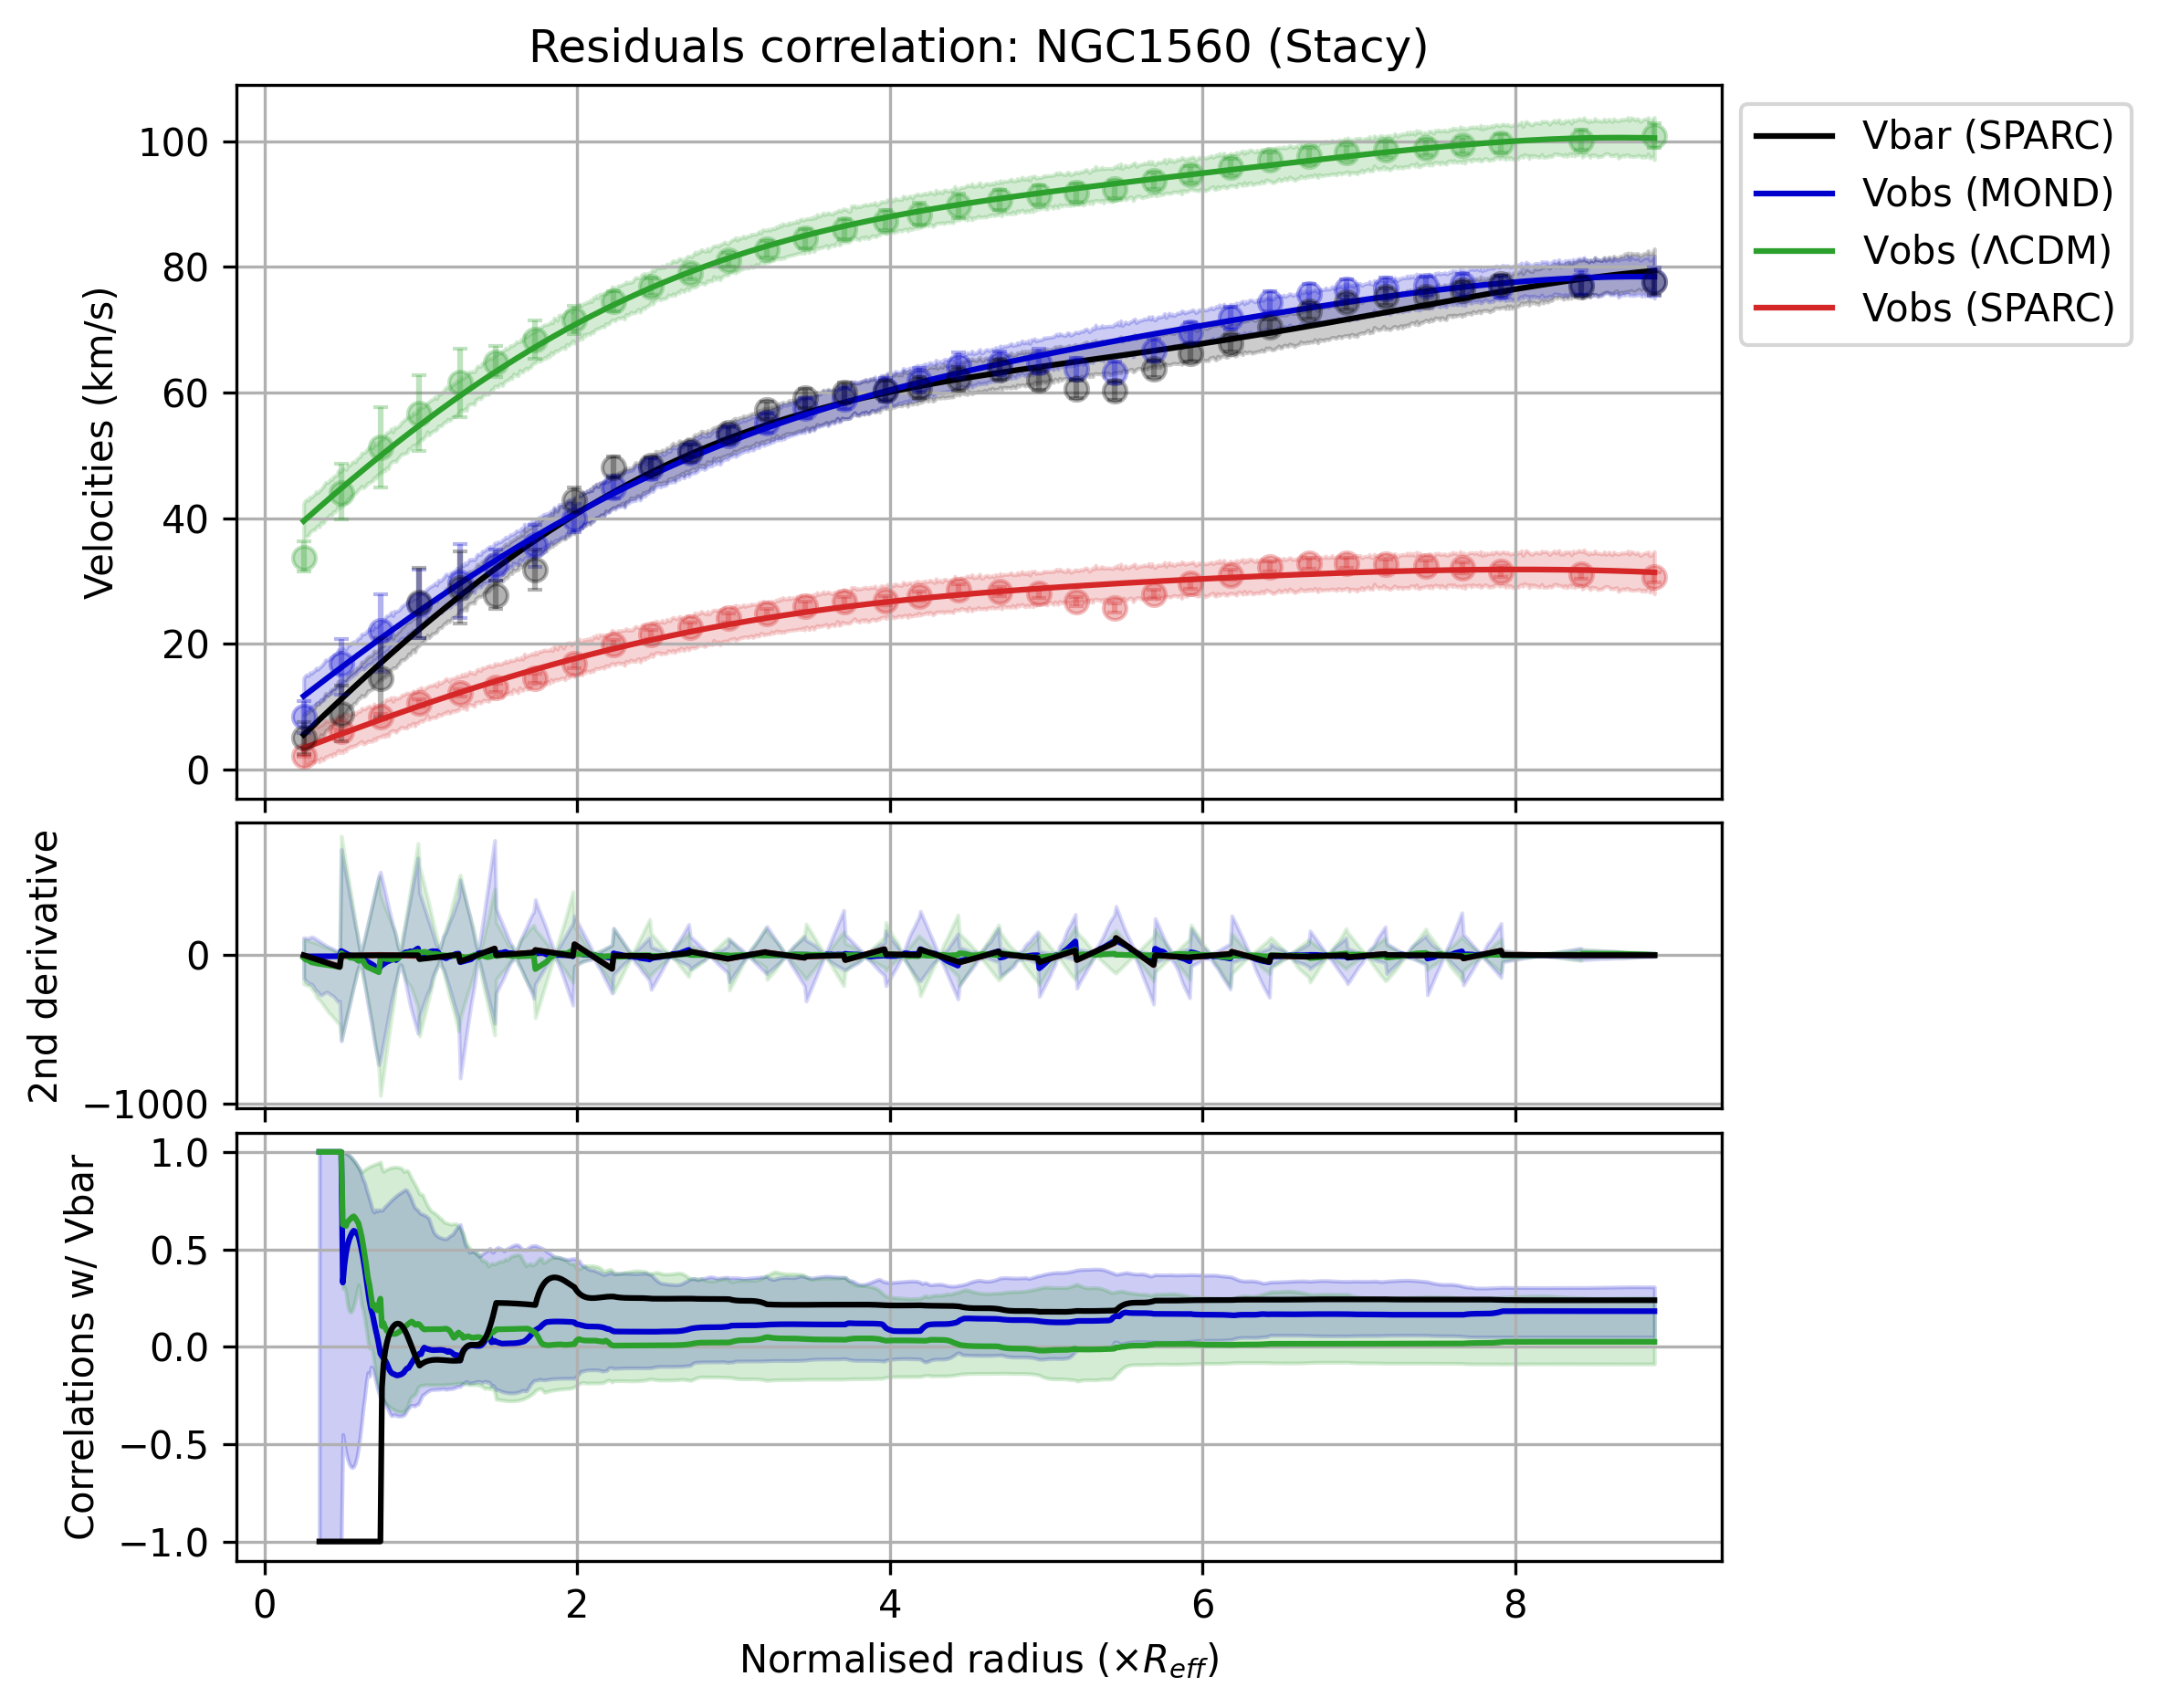 Residuals correlation: NGC1560 (Stacy)
Velocities (km/s)
100
80
60
40
20
0
Vbar (SPARC)
Vobs (MOND)
Vobs (ΛCDM)
Vobs (SPARC)
2nd derivative
0
−1000
Correlations w/ Vbar
1.0
0.5
0.0
−0.5
−1.0
0 2 4 6 8
Normalised radius (×R_eff)